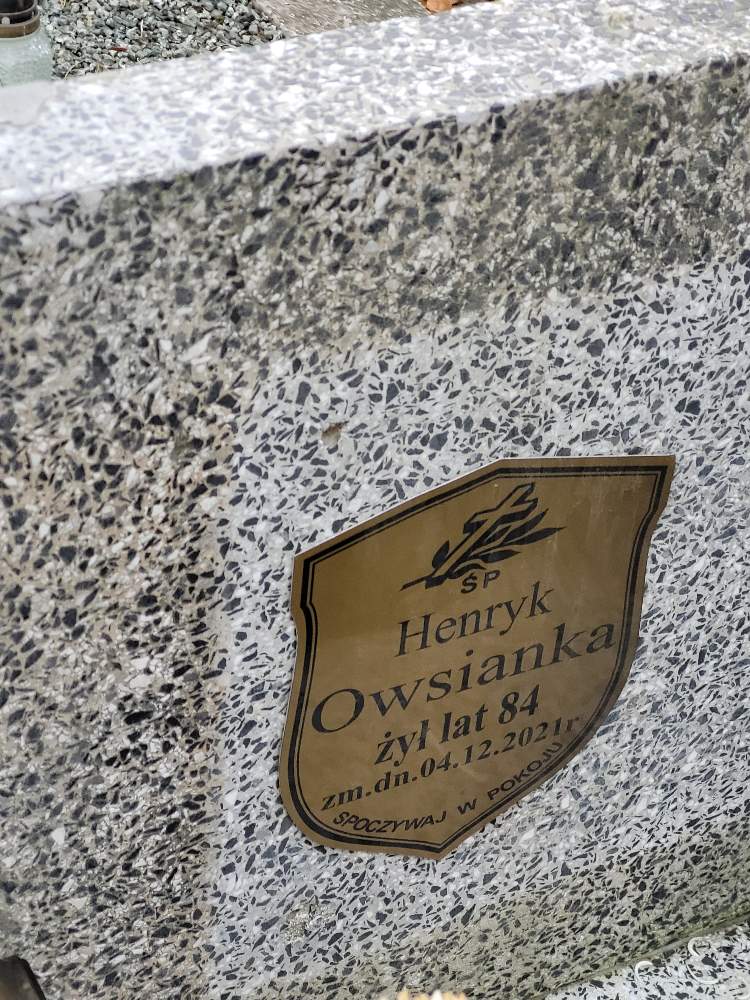 ŚP
Henryk
Owsianka
żył lat 84
zm.dn.04.12.2021r
SPOCZYWAJ W POKOJU